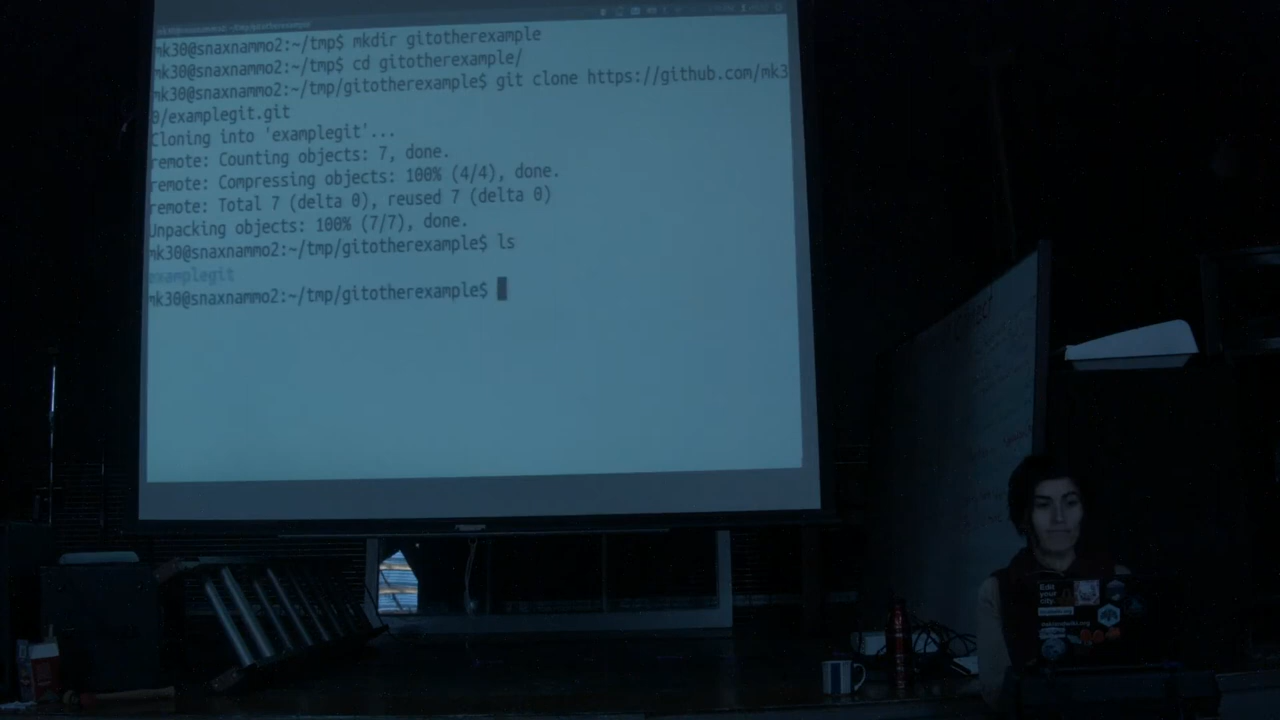 mk30@snaxnammo2:~/tmp$ mkdir gitotherexample
mk30@snaxnammo2:~/tmp$ cd gitotherexample/
mk30@snaxnammo2:~/tmp/gitotherexample$ git clone https://github.com/mk3
0/examplegit.git
Cloning into 'examplegit'...
remote: Counting objects: 7, done.
remote: Compressing objects: 100% (4/4), done.
remote: Total 7 (delta 0), reused 7 (delta 0)
Unpacking objects: 100% (7/7), done.
mk30@snaxnammo2:~/tmp/gitotherexample$ ls
examplegit
mk30@snaxnammo2:~/tmp/gitotherexample$
Edit
your
city.